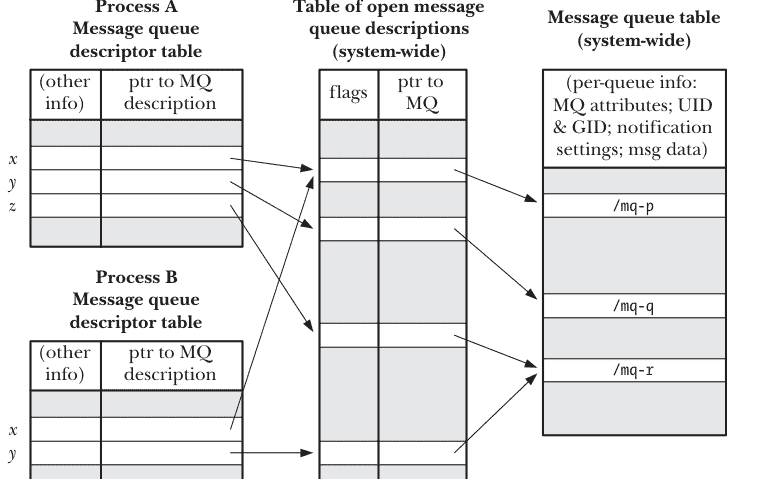 Process A
Message queue
descriptor table
(other
info)
ptr to MQ
description
x
y
z
Process B
Message queue
descriptor table
(other
info)
ptr to MQ
description
x
y
Table of open message
queue descriptions
(system-wide)
flags
ptr to
MQ
Message queue table
(system-wide)
(per-queue info:
MQ attributes; UID
& GID; notification
settings; msg data)
/mq-p
/mq-q
/mq-r